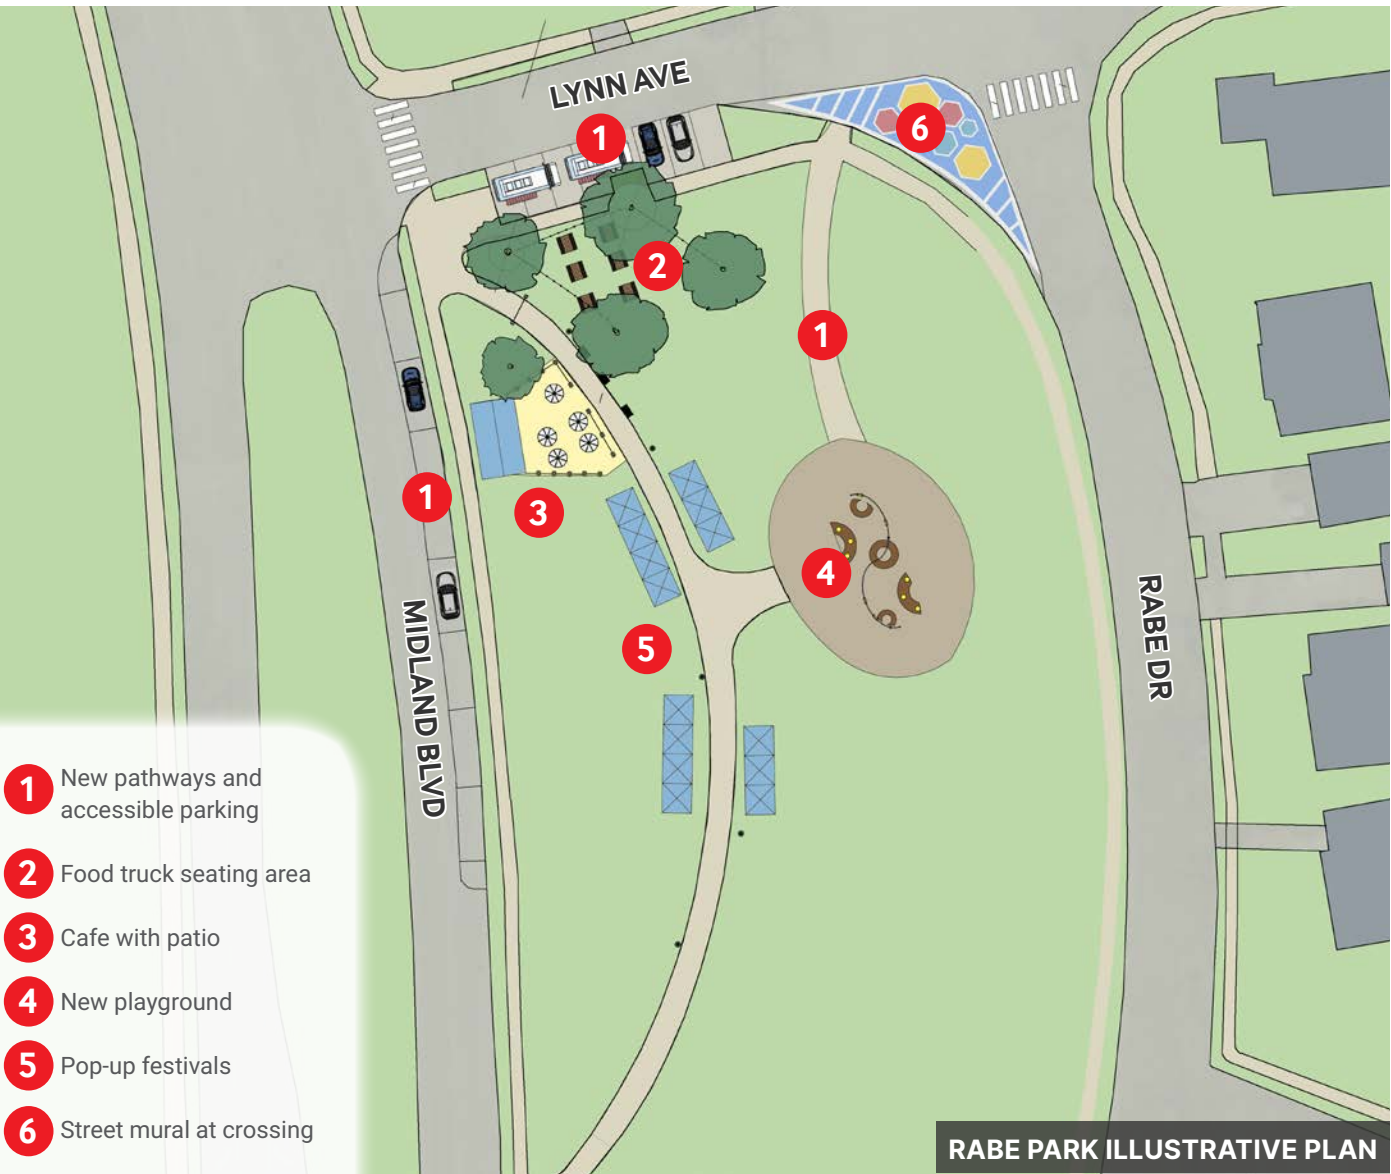 LYNN AVE
1
6
2
1
1
3
4
5
MIDLAND BLVD
RABE DR
1 New pathways and
accessible parking
2 Food truck seating area
3 Cafe with patio
4 New playground
5 Pop-up festivals
6 Street mural at crossing
RABE PARK ILLUSTRATIVE PLAN